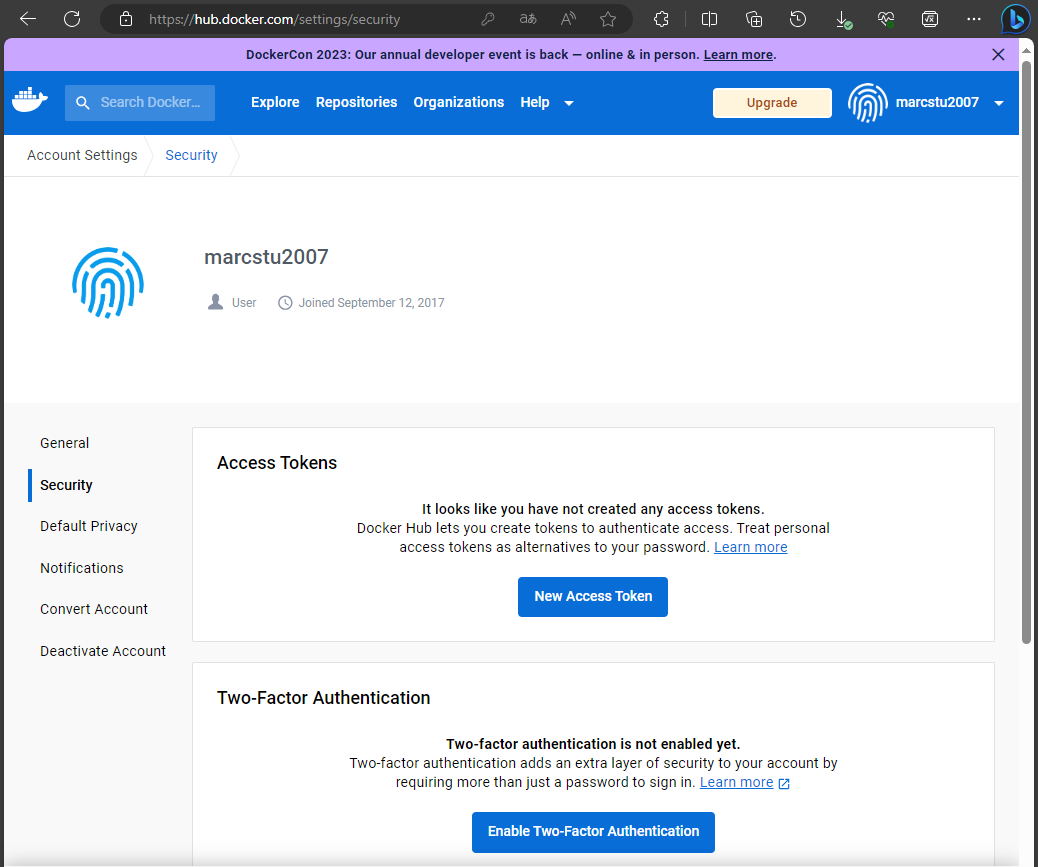 https://hub.docker.com/settings/security
DockerCon 2023: Our annual developer event is back — online & in person. Learn more.
Search Docker...
Explore
Repositories
Organizations
Help
Upgrade
marcstu2007
Account Settings
Security
marcstu2007
User
Joined September 12, 2017
General
Security
Default Privacy
Notifications
Convert Account
Deactivate Account
Access Tokens
It looks like you have not created any access tokens.
Docker Hub lets you create tokens to authenticate access. Treat personal
access tokens as alternatives to your password. Learn more
New Access Token
Two-Factor Authentication
Two-factor authentication is not enabled yet.
Two-factor authentication adds an extra layer of security to your account by
requiring more than just a password to sign in. Learn more
Enable Two-Factor Authentication